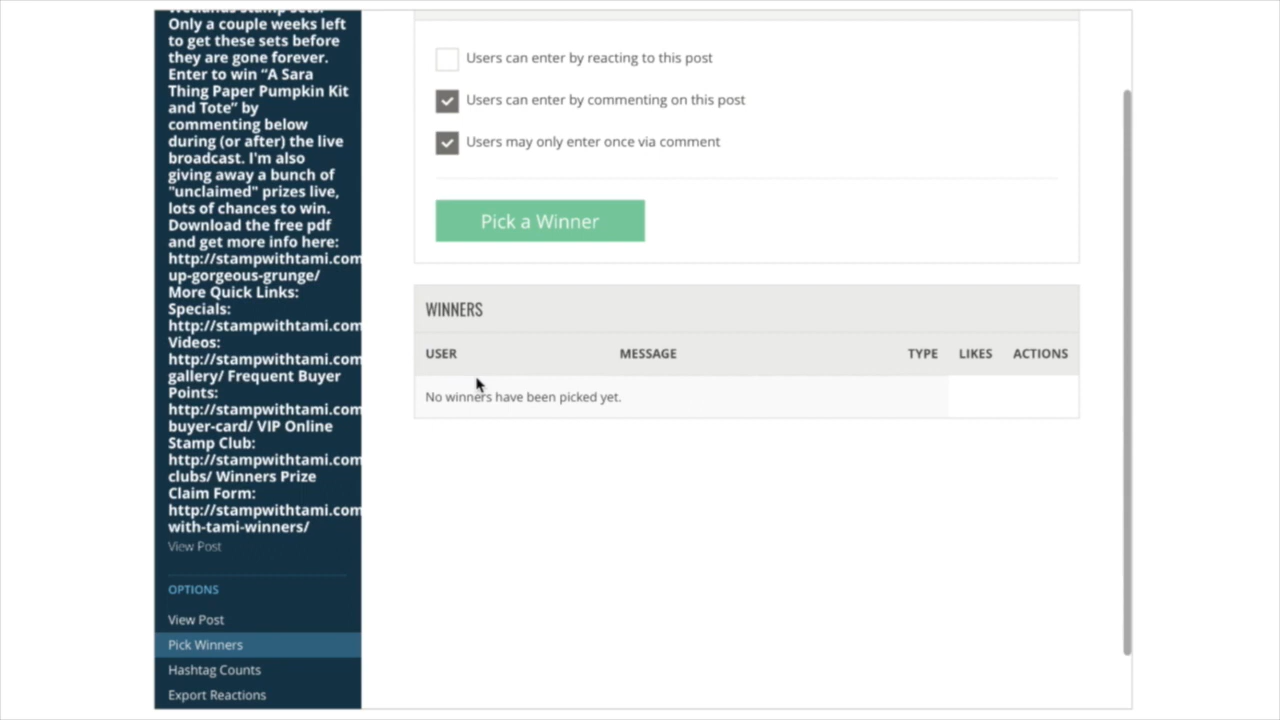 Only a couple weeks left
to get these sets before
they are gone forever.
Enter to win “A Sara
Thing Paper Pumpkin Kit
and Tote” by
commenting below
during (or after) the live
broadcast. I'm also
giving away a bunch of
"unclaimed" prizes live,
lots of chances to win.
Download the free pdf
and get more info here:
http://stampwithtami.com
up-gorgeous-grunge/
More Quick Links:
Specials:
http://stampwithtami.com
Videos:
http://stampwithtami.com
gallery/ Frequent Buyer
Points:
http://stampwithtami.com
buyer-card/ VIP Online
Stamp Club:
http://stampwithtami.com
clubs/ Winners Prize
Claim Form:
http://stampwithtami.com
with-tami-winners/
View Post
OPTIONS
View Post
Pick Winners
Hashtag Counts
Export Reactions
Users can enter by reacting to this post
Users can enter by commenting on this post
Users may only enter once via comment
Pick a Winner
WINNERS
USER MESSAGE TYPE LIKES ACTIONS
No winners have been picked yet.